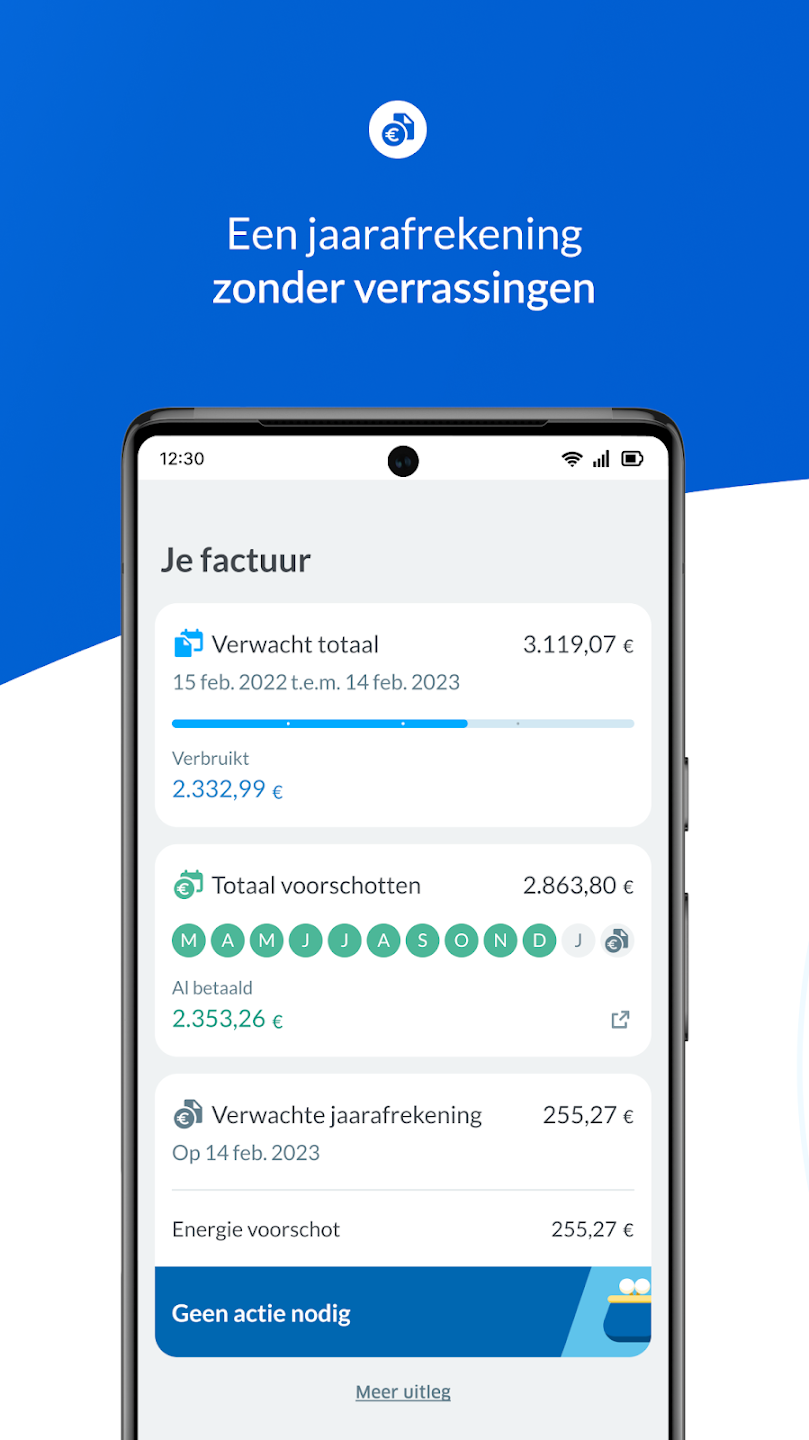 Een jaarafrekening
zonder verrassingen
12:30
Je factuur
Verwacht totaal 3.119,07 €
15 feb. 2022 t.e.m. 14 feb. 2023
Verbruikt
2.332,99 €
€ Totaal voorschotten 2.863,80 €
M A M J J A S O N D J €
Al betaald
2.353,26 €
€ Verwachte jaarafrekening 255,27 €
Op 14 feb. 2023
Energie voorschot 255,27 €
Geen actie nodig
Meer uitleg